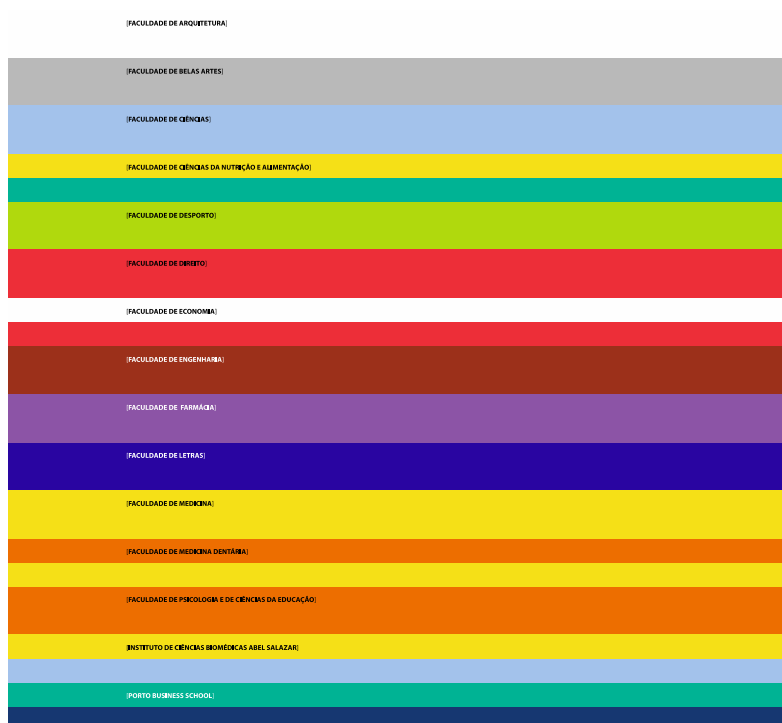 [FACULDADE DE ARQUITETURA]
[FACULDADE DE BELAS ARTES]
[FACULDADE DE CIÊNCIAS]
[FACULDADE DE CIÊNCIAS DA NUTRIÇÃO E ALIMENTAÇÃO]
[FACULDADE DE DESPORTO]
[FACULDADE DE DIREITO]
[FACULDADE DE ECONOMIA]
[FACULDADE DE ENGENHARIA]
[FACULDADE DE FARMÁCIA]
[FACULDADE DE LETRAS]
[FACULDADE DE MEDICINA]
[FACULDADE DE MEDICINA DENTÁRIA]
[FACULDADE DE PSICOLOGIA E DE CIÊNCIAS DA EDUCAÇÃO]
[INSTITUTO DE CIÊNCIAS BIOMÉDICAS ABEL SALAZAR]
[PORTO BUSINESS SCHOOL]